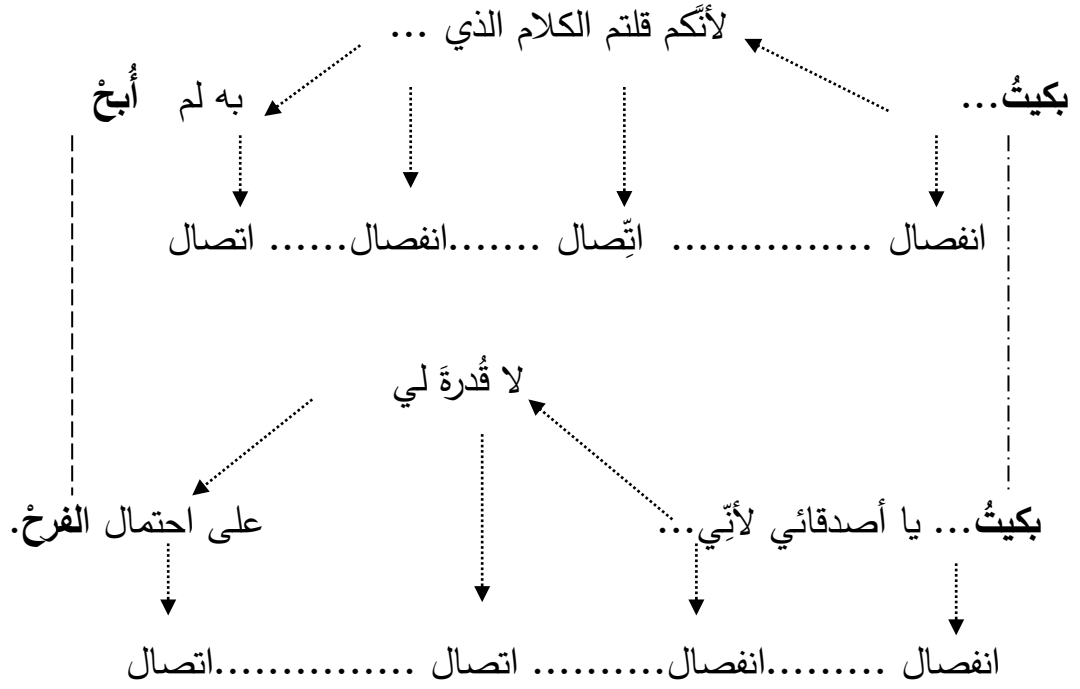 لأنَّكم قلتم الكلام الذي ...
بكيتُ... به لم أُبحْ
انفصال ............... اتِّصال .......انفصال...... اتصال
لا قُدرةَ لي
بكيتُ... يا أصدقائي لأنِّي... على احتمال الفرحْ.
انفصال .........انفصال.......... اتصال ...............اتصال